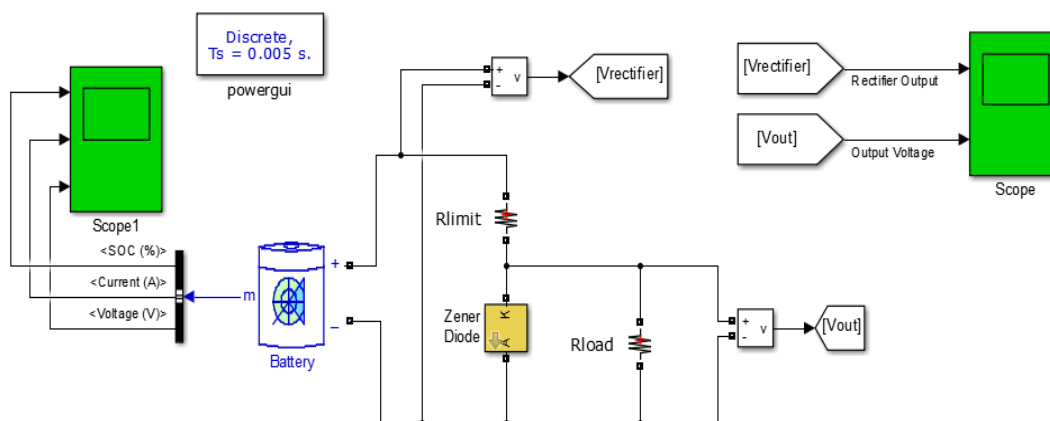 Discrete,
Ts = 0.005 s.
powergui
+
-
v
[Vrectifier]
[Vrectifier]
Rectifier Output
[Vout]
Output Voltage
Scope
Scope1
<SOC (%)>
<Current (A)>
<Voltage (V)>
m
+
−
Battery
Rlimit
Zener
Diode
K
A
Rload
+
-
v
[Vout]